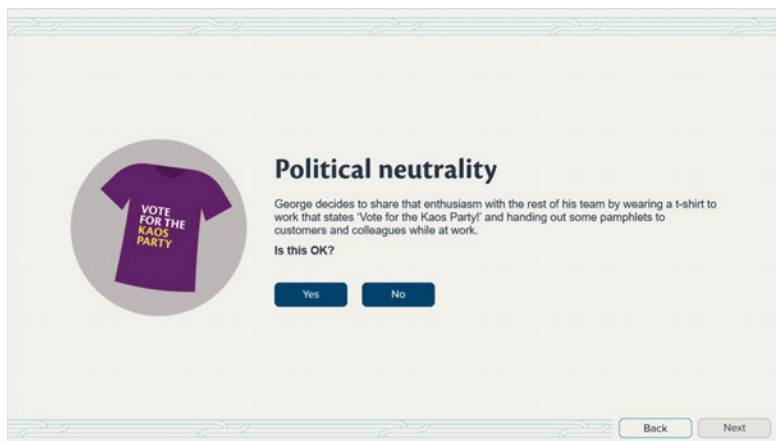 Political neutrality
George decides to share that enthusiasm with the rest of his team by wearing a t-shirt to
work that states ‘Vote for the Kaos Party!’ and handing out some pamphlets to
customers and colleagues while at work.
Is this OK?
VOTE
FOR THE
KAOS
PARTY
Yes
No
Back
Next